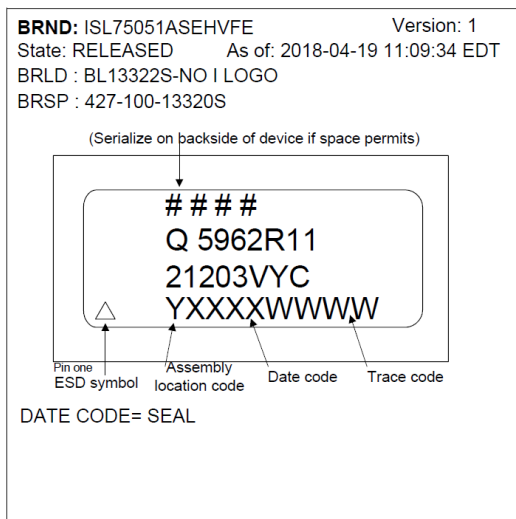 BRND: ISL75051ASEHVFE Version: 1
State: RELEASED As of: 2018-04-19 11:09:34 EDT
BRLD : BL13322S-NO I LOGO
BRSP : 427-100-13320S
(Serialize on backside of device if space permits)
####
Q 5962R11
21203VYC
YXXXXWWWW
Pin one
ESD symbol
Assembly
location code
Date code
Trace code
DATE CODE= SEAL